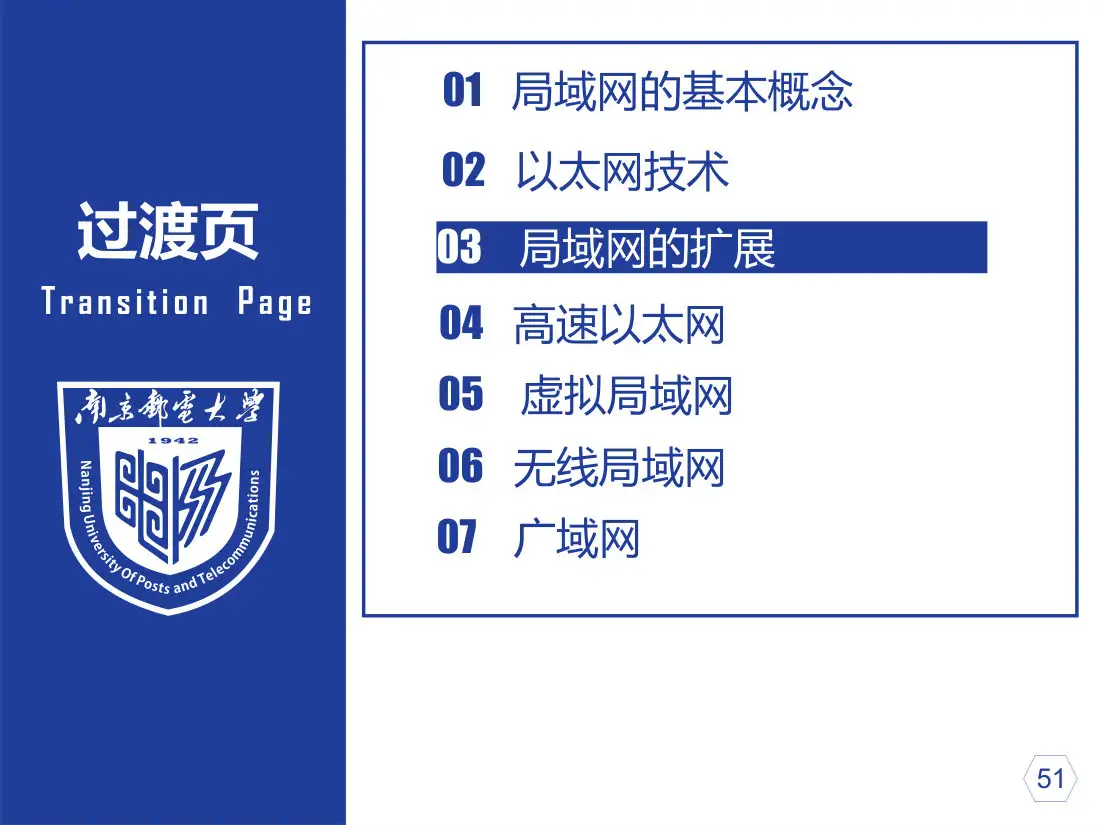 过渡页
Transition Page
南京邮电大学
1942
Nanjing University Of Posts and Telecommunications
01 局域网的基本概念
02 以太网技术
03 局域网的扩展
04 高速以太网
05 虚拟局域网
06 无线局域网
07 广域网
51